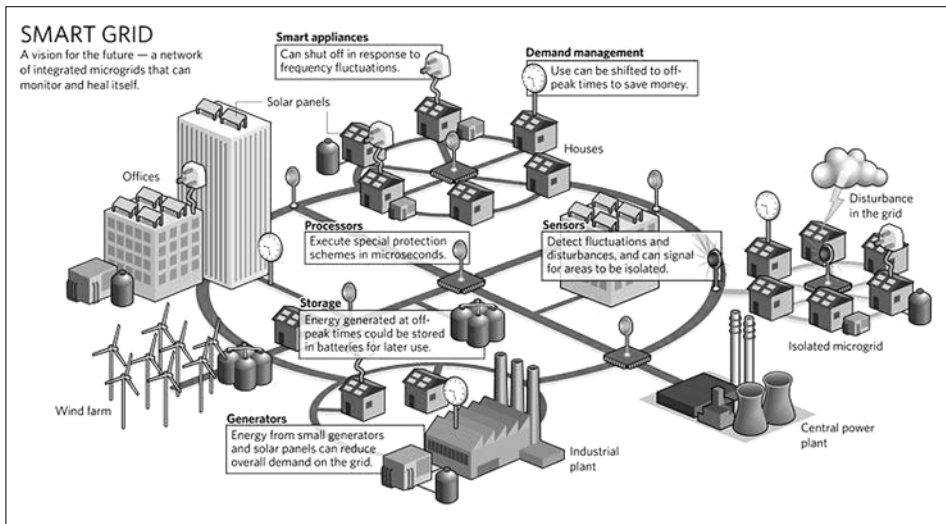 SMART GRID
A vision for the future — a network
of integrated microgrids that can
monitor and heal itself.
Smart appliances
Can shut off in response to
frequency fluctuations.
Demand management
Use can be shifted to off-
peak times to save money.
Solar panels
Houses
Offices
Disturbance
in the grid
Processors
Execute special protection
schemes in microseconds.
Sensors
Detect fluctuations and
disturbances, and can signal
for areas to be isolated.
Storage
Energy generated at off-
peak times could be stored
in batteries for later use.
Isolated microgrid
Wind farm
Generators
Energy from small generators
and solar panels can reduce
overall demand on the grid.
Industrial
plant
Central power
plant